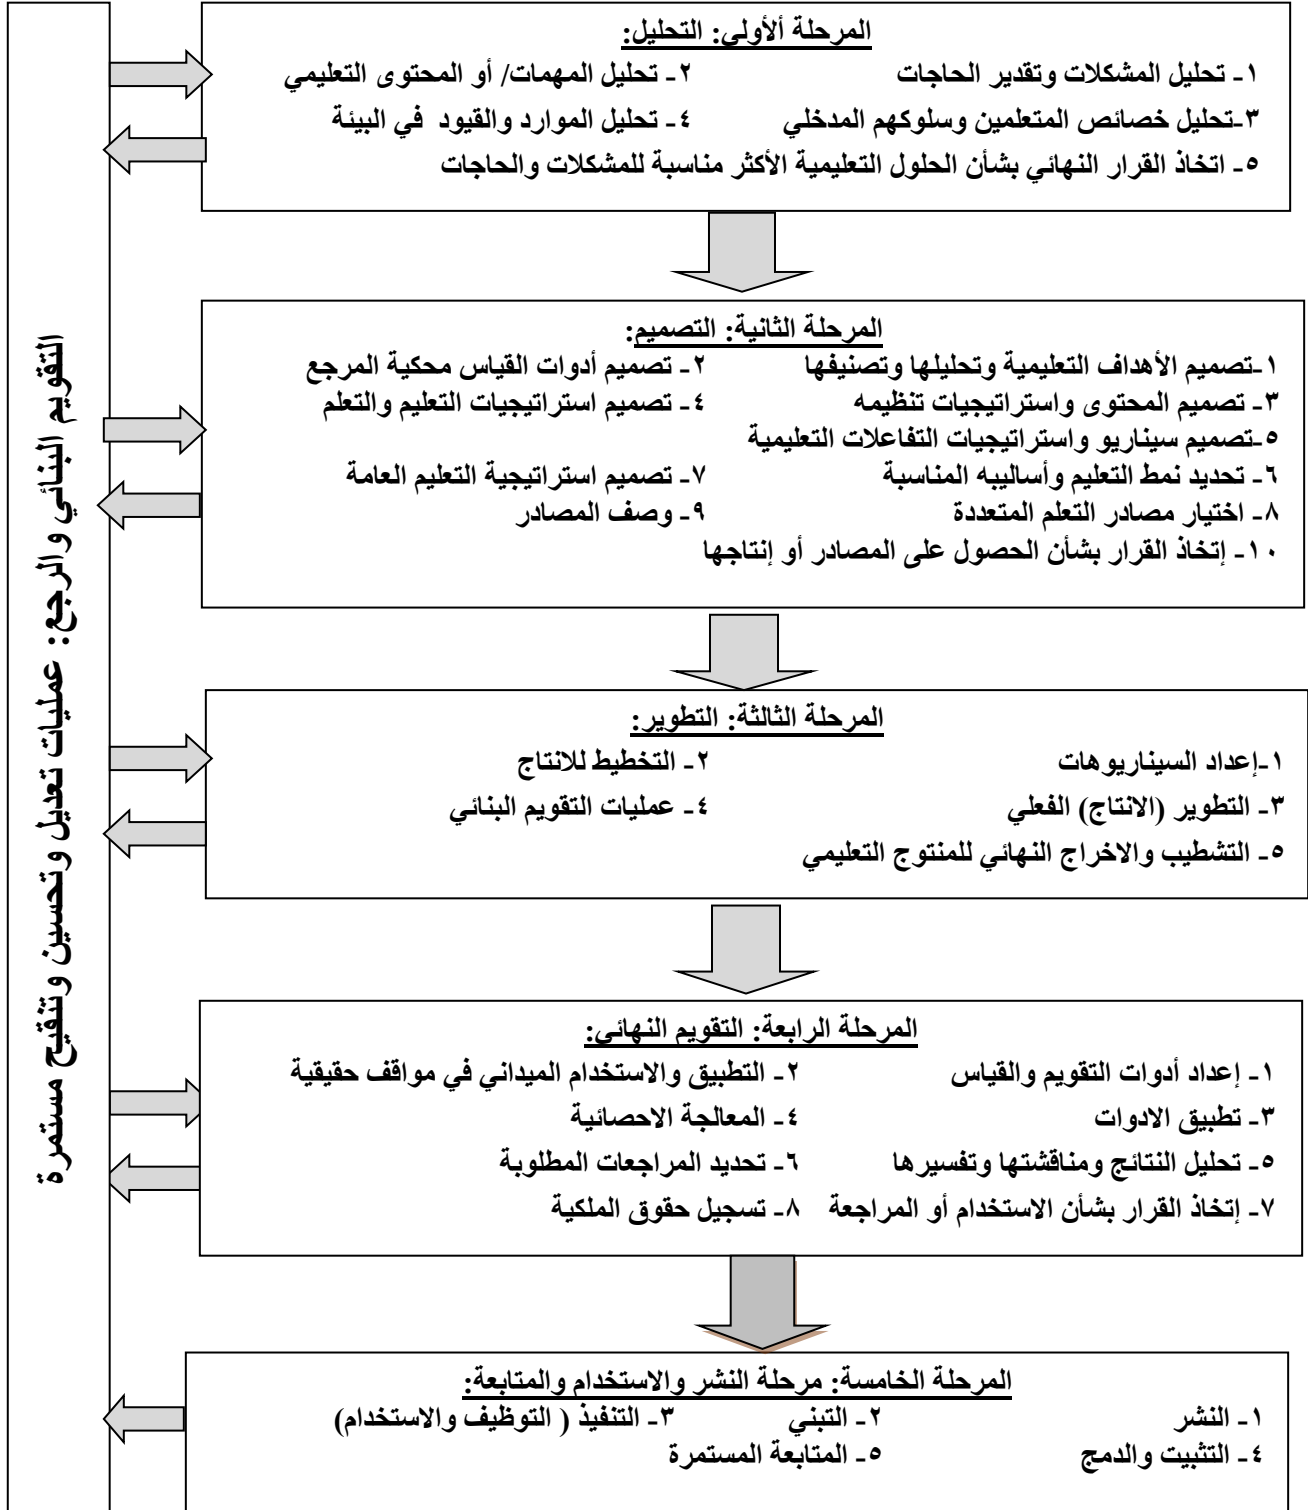 المرحلة ألأولي: التحليل:
١- تحليل المشكلات وتقدير الحاجات ٢- تحليل المهمات/ أو المحتوى التعليمي
٣-تحليل خصائص المتعلمين وسلوكهم المدخلي ٤- تحليل الموارد والقيود في البيئة
٥- اتخاذ القرار النهائي بشأن الحلول التعليمية الأكثر مناسبة للمشكلات والحاجات
المرحلة الثانية: التصميم:
١-تصميم الأهداف التعليمية وتحليلها وتصنيفها ٢- تصميم أدوات القياس محكية المرجع
٣- تصميم المحتوى واستراتيجيات تنظيمه ٤- تصميم استراتيجيات التعليم والتعلم
٥-تصميم سيناريو واستراتيجيات التفاعلات التعليمية
٦- تحديد نمط التعليم وأساليبه المناسبة ٧- تصميم استراتيجية التعليم العامة
٨- اختيار مصادر التعلم المتعددة ٩- وصف المصادر
١٠- إتخاذ القرار بشأن الحصول على المصادر أو إنتاجها
المرحلة الثالثة: التطوير:
١-إعداد السيناريوهات ٢- التخطيط للانتاج
٣- التطوير (الانتاج) الفعلي ٤- عمليات التقويم البنائي
٥- التشطيب والاخراج النهائي للمنتوج التعليمي
المرحلة الرابعة: التقويم النهائي:
١- إعداد أدوات التقويم والقياس ٢- التطبيق والاستخدام الميداني في مواقف حقيقية
٣- تطبيق الادوات ٤- المعالجة الاحصائية
٥- تحليل النتائج ومناقشتها وتفسيرها ٦- تحديد المراجعات المطلوبة
٧- إتخاذ القرار بشأن الاستخدام أو المراجعة ٨- تسجيل حقوق الملكية
المرحلة الخامسة: مرحلة النشر والاستخدام والمتابعة:
١- النشر ٢- التبني ٣- التنفيذ ( التوظيف والاستخدام)
٤- التثبيت والدمج ٥- المتابعة المستمرة
التقويم البنائي والرجع: عمليات تعديل وتحسين وتنقيح مستمرة